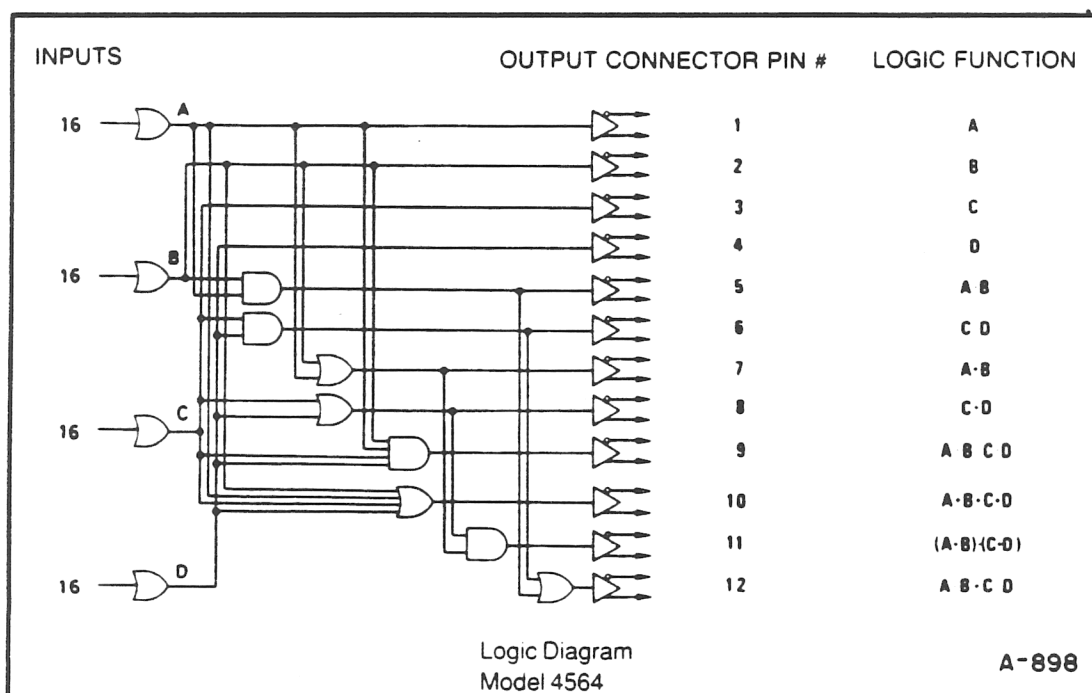 INPUTS OUTPUT CONNECTOR PIN # LOGIC FUNCTION
16 A 1 A
2 B
3 C
4 D
16 B 5 A B
6 C D
7 A·B
16 C 8 C·D
9 A B C D
10 A·B·C·D
11 (A·B)·(C·D)
16 D 12 A B·C D
Logic Diagram
Model 4564
A-898